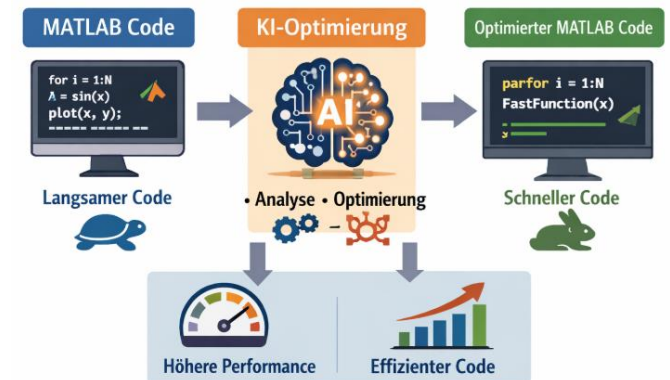 MATLAB Code
KI-Optimierung
Optimierter MATLAB Code
for i = 1:N
A = sin(x)
plot(x, y);
AI
parfor i = 1:N
FastFunction(x)
Langsamer Code
• Analyse • Optimierung
Schneller Code
Höhere Performance
Effizienter Code